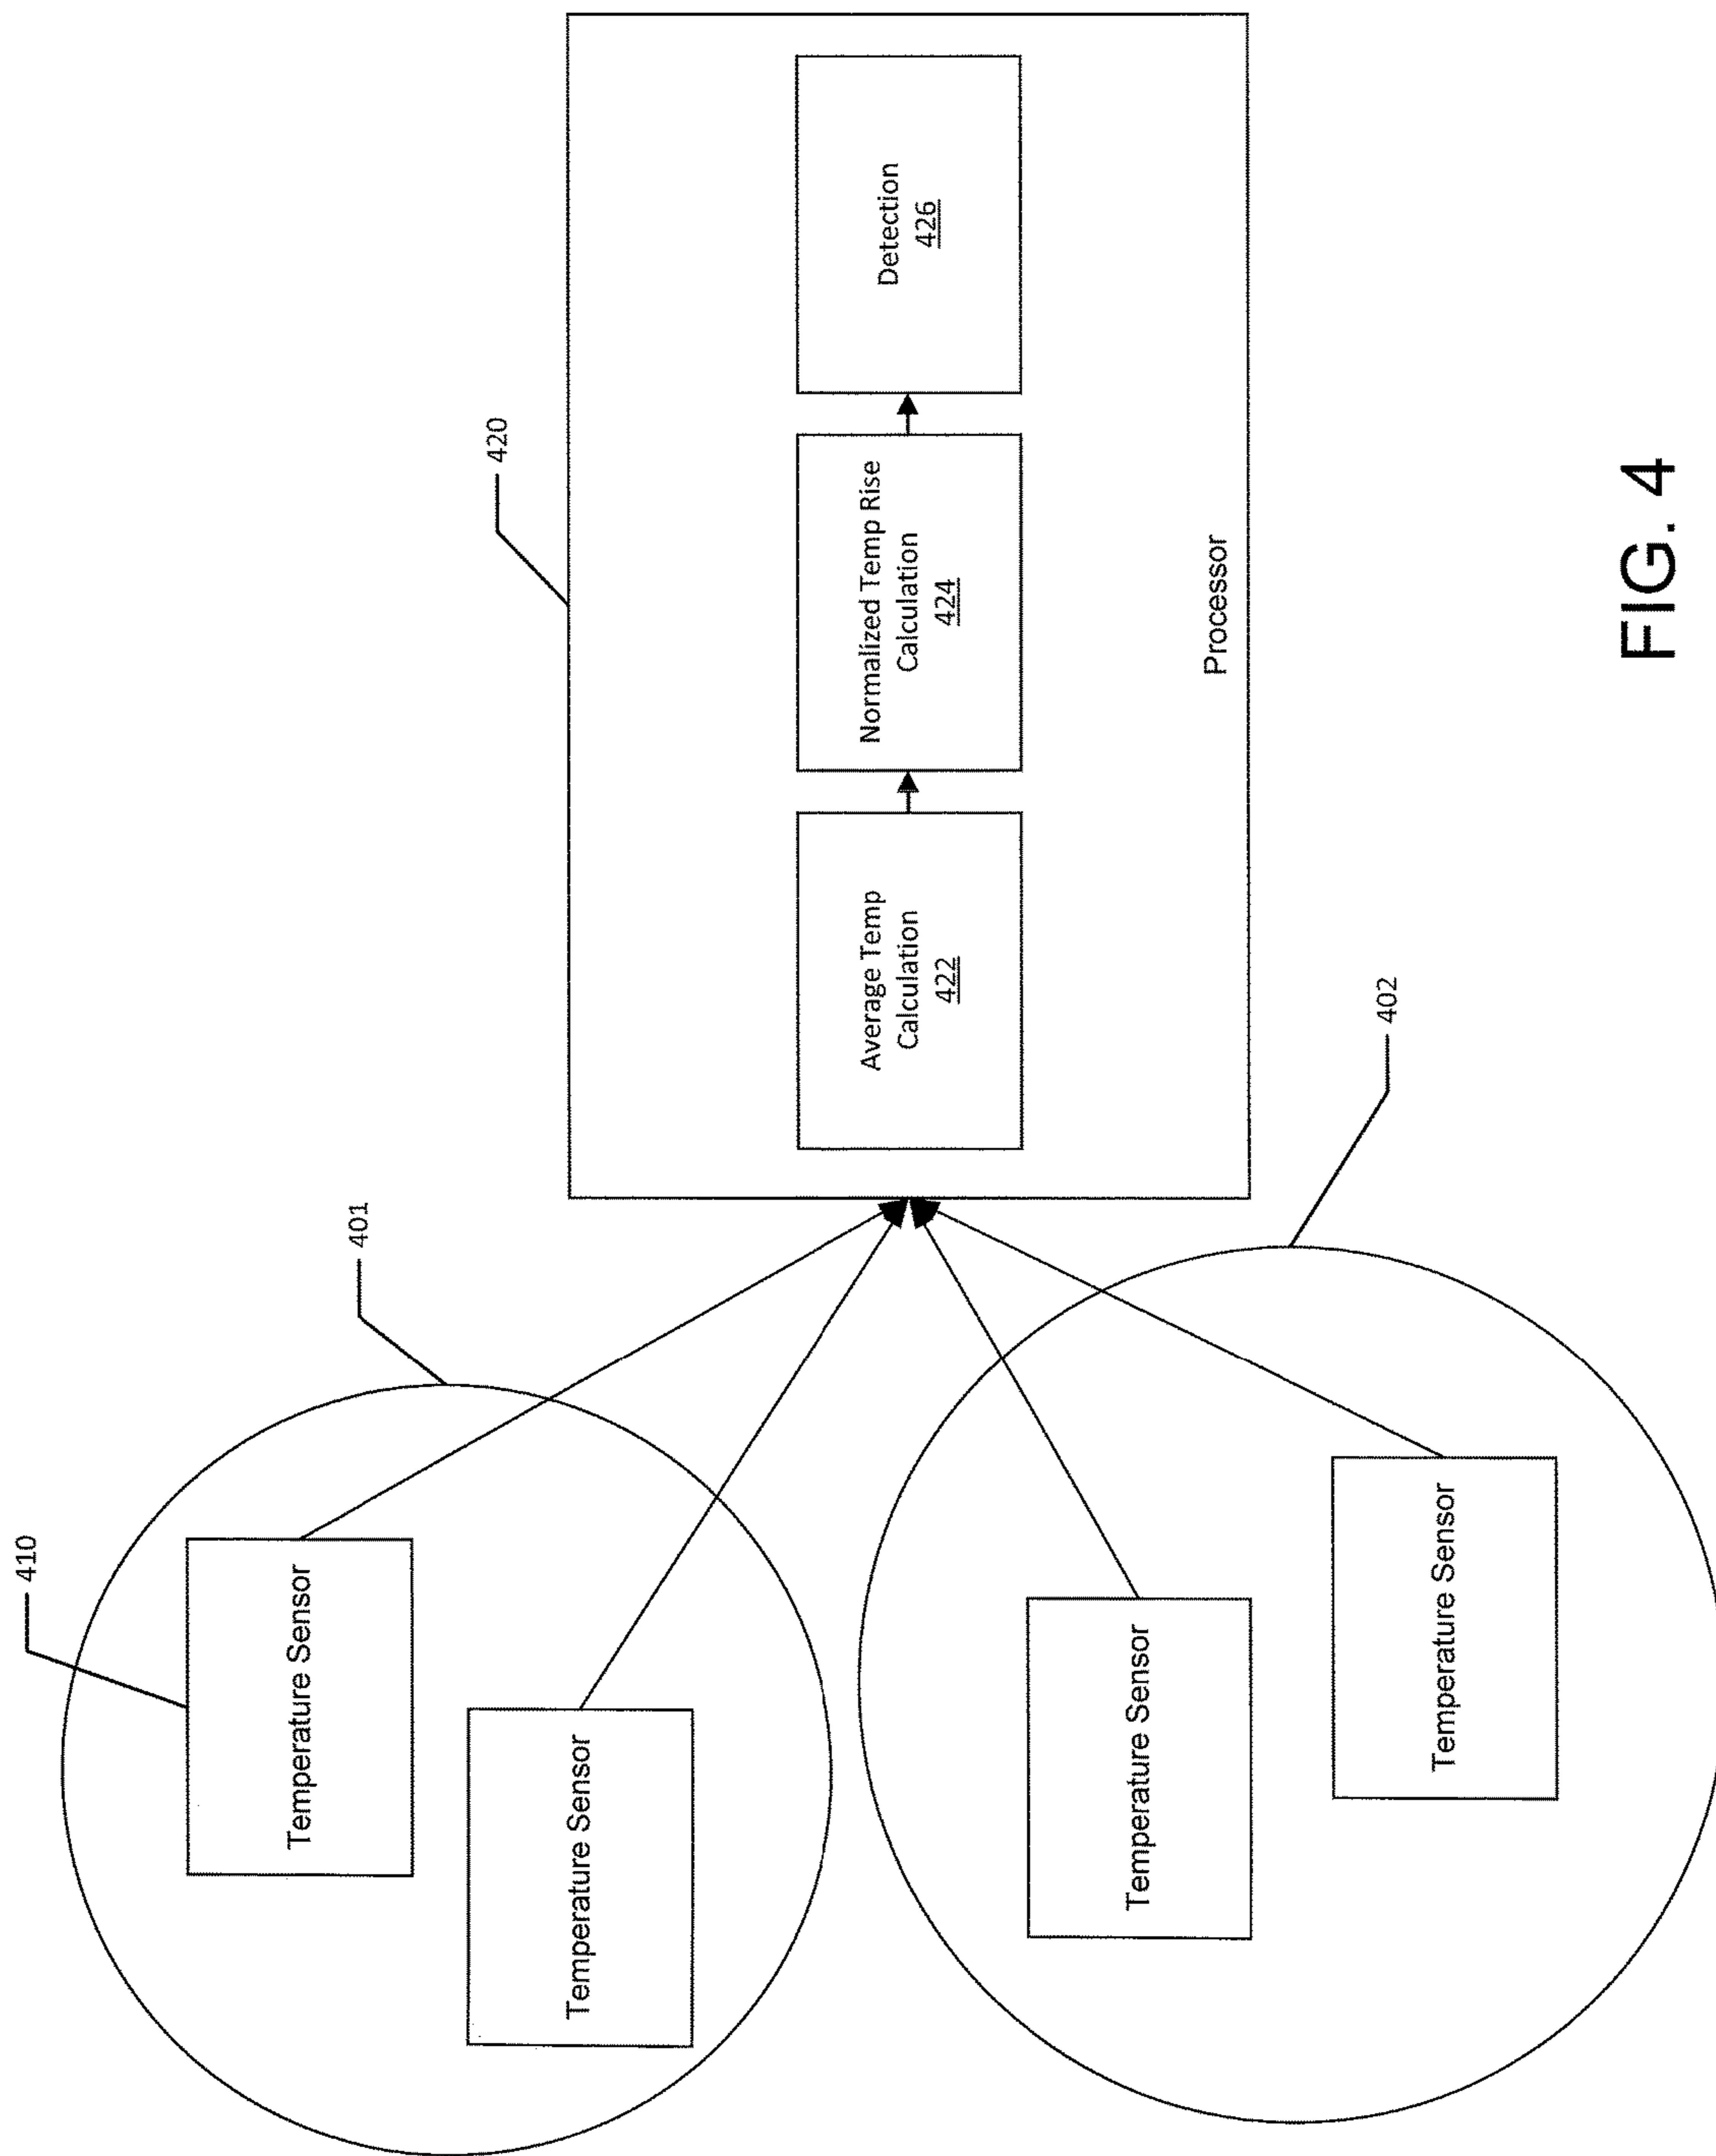 410
401
Temperature Sensor
Temperature Sensor
420
Average Temp
Calculation
422
Normalized Temp Rise
Calculation
424
Detection
426
Processor
Temperature Sensor
Temperature Sensor
402
FIG. 4